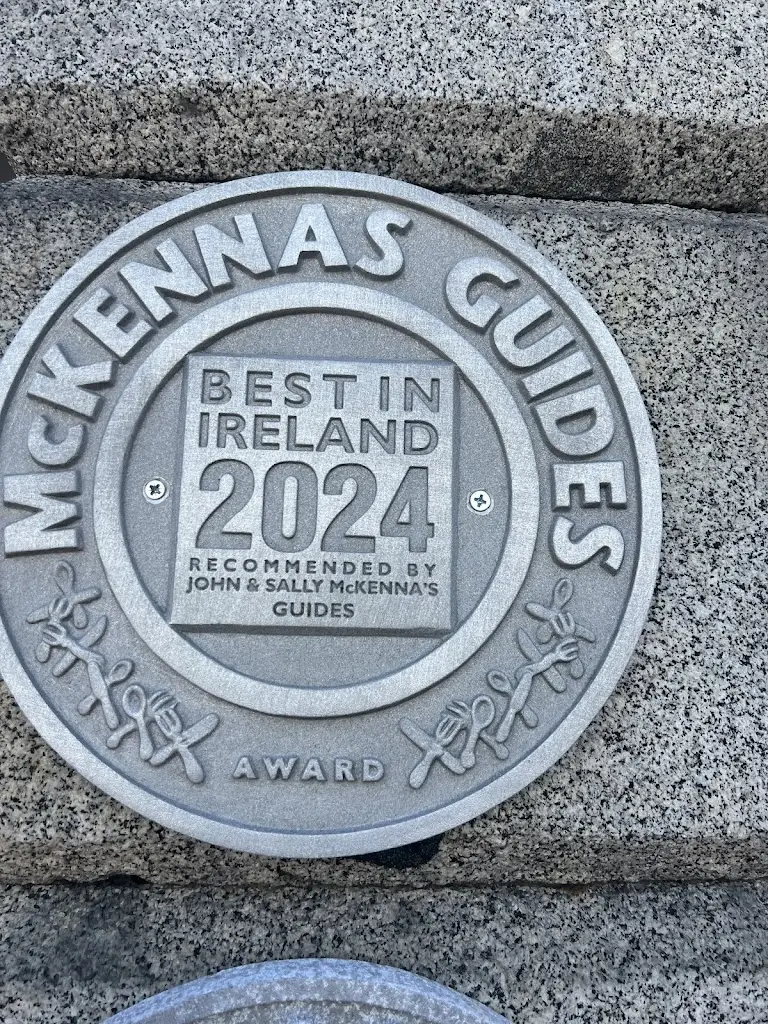 McKENNAS GUIDES
BEST IN
IRELAND
2024
RECOMMENDED BY
JOHN & SALLY McKENNA'S
GUIDES
AWARD